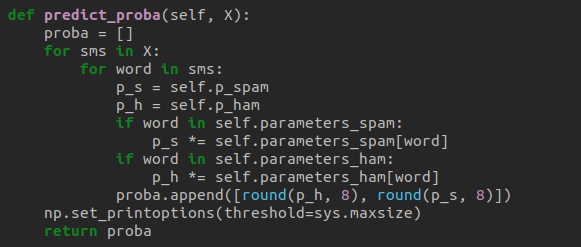 def predict_proba(self, X):
    proba = []
    for sms in X:
        for word in sms:
            p_s = self.p_spam
            p_h = self.p_ham
            if word in self.parameters_spam:
                p_s *= self.parameters_spam[word]
            if word in self.parameters_ham:
                p_h *= self.parameters_ham[word]
            proba.append([round(p_h, 8), round(p_s, 8)])
    np.set_printoptions(threshold=sys.maxsize)
    return proba